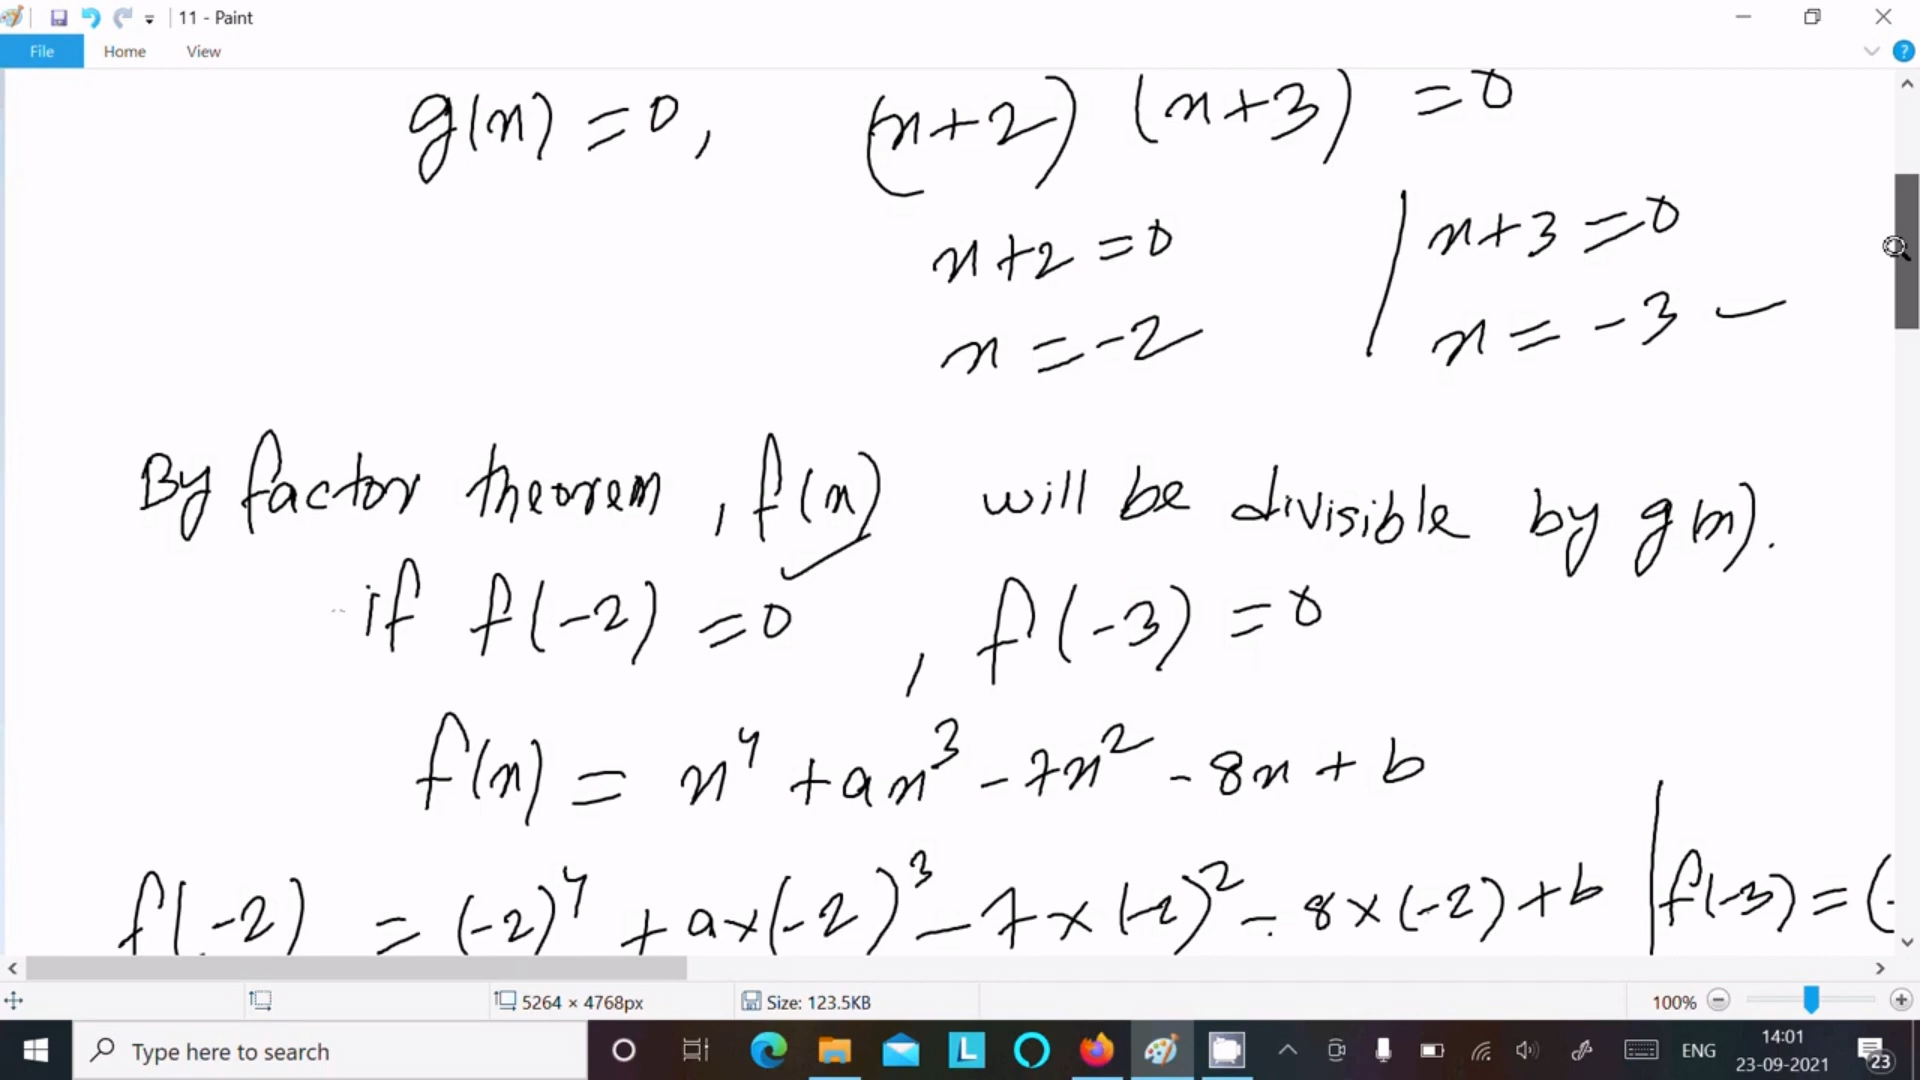 11 - Paint
File Home View
g(x) = 0, (x+2) (x+3) = 0
x+2 = 0 | x+3 = 0
x = -2 x = -3
By factor theorem, f(x) will be divisible by g(x).
if f(-2) = 0, f(-3) = 0
f(x) = x⁴ + ax³ - 7x² - 8x + b
f(-2) = (-2)⁴ + a×(-2)³ - 7×(-2)² - 8×(-2) + b | f(-3) = (-
5264 × 4768px Size: 123.5KB 100%
Type here to search
L
ENG
14:01
23-09-2021
23